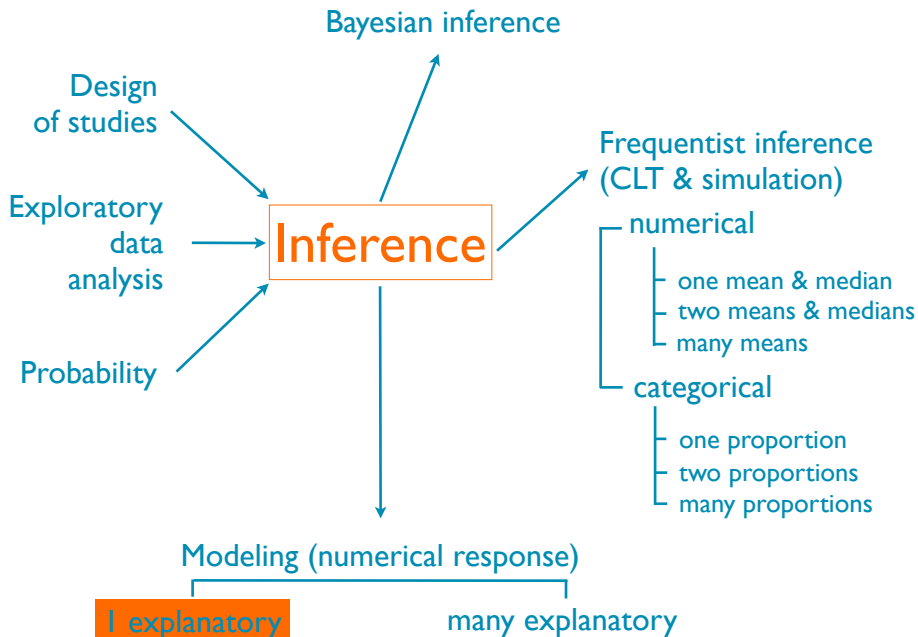 Bayesian inference
Design
of studies
Frequentist inference
(CLT & simulation)
Exploratory
data
analysis
Inference
numerical
one mean & median
two means & medians
many means
Probability
categorical
one proportion
two proportions
many proportions
Modeling (numerical response)
1 explanatory
many explanatory